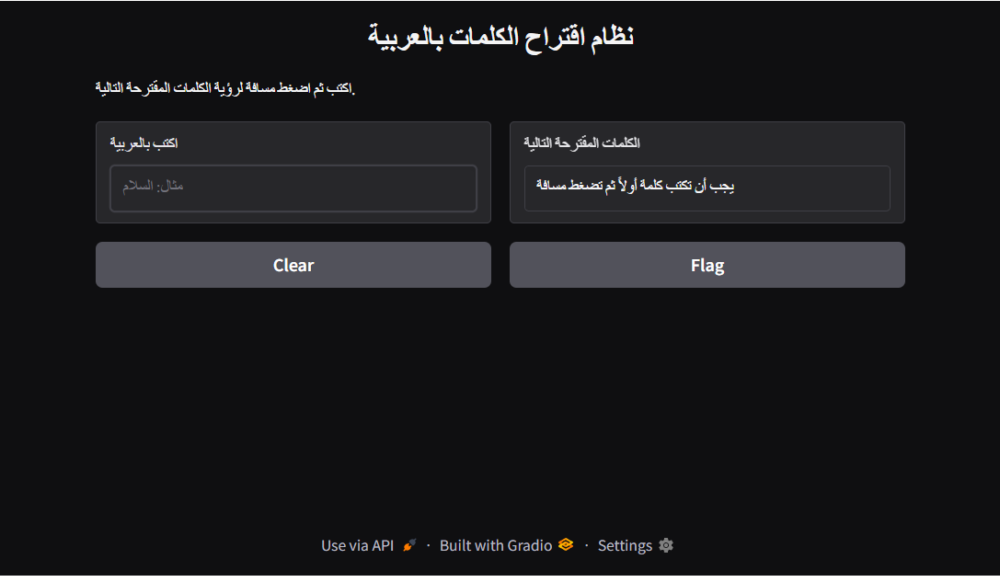 نظام اقتراح الكلمات بالعربية
اكتب ثم اضغط مسافة لرؤية الكلمات المقترحة التالية.
اكتب بالعربية
مثال: السلام
الكلمات المقترحة التالية
يجب أن تكتب كلمة أولاً ثم تضغط مسافة
Clear
Flag
Use via API · Built with Gradio · Settings